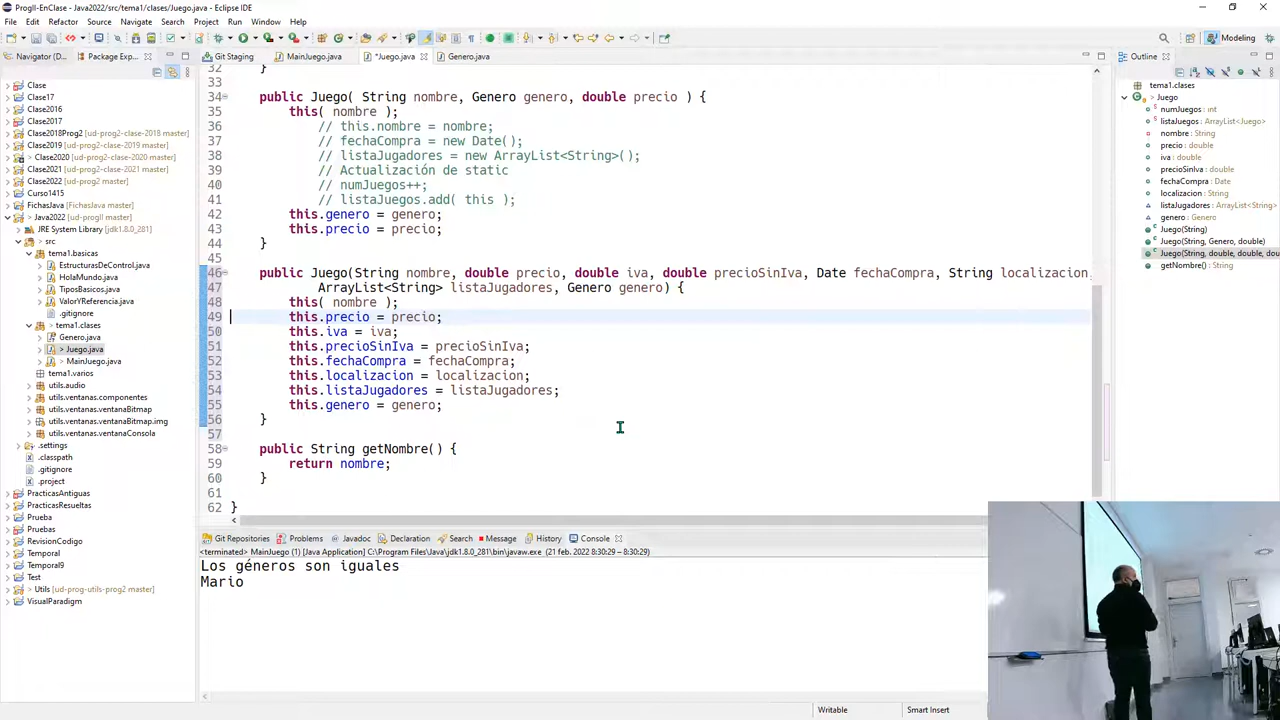 ProgII-EnClase - Java2022/src/tema1/clases/Juego.java - Eclipse IDE
File Edit Refactor Source Navigate Search Project Run Window Help
Modeling
Navigator (D...
Package Exp...
Git Staging
MainJuego.java
*Juego.java
Genero.java
Outline
Clase
Clase17
Clase2016
Clase2017
Clase2018Prog2 [ud-prog2-clase-2018 master]
Clase2019 [ud-prog2-clase-2019 master]
> Clase2020 [ud-prog2-clase-2020 master]
Clase2021 [ud-prog2-clase-2021 master]
Clase2022 [ud-prog2 master]
Curso1415
FichasJava [FichasJava master]
Java2022 [ud-progII master]
JRE System Library [jdk1.8.0_281]
> src
tema1.basicas
EstructurasDeControl.java
HolaMundo.java
TiposBasicos.java
ValorYReferencia.java
.gitignore
> tema1.clases
Genero.java
> Juego.java
> MainJuego.java
tema1.varios
utils.audio
utils.ventanas.componentes
utils.ventanas.ventanaBitmap
utils.ventanas.ventanaBitmap.img
utils.ventanas.ventanaConsola
.settings
.classpath
.gitignore
.project
PracticasAntiguas
PracticasResueltas
Prueba
Pruebas
RevisionCodigo
Temporal
Temporal9
Test
> Utils [ud-prog-utils-prog2 master]
VisualParadigm
32 }
33
34 public Juego( String nombre, Genero genero, double precio ) {
35 this( nombre );
36 // this.nombre = nombre;
37 // fechaCompra = new Date();
38 // listaJugadores = new ArrayList<String>();
39 // Actualización de static
40 // numJuegos++;
41 // listaJuegos.add( this );
42 this.genero = genero;
43 this.precio = precio;
44 }
45
46 public Juego(String nombre, double precio, double iva, double precioSinIva, Date fechaCompra, String localizacion,
47 ArrayList<String> listaJugadores, Genero genero) {
48 this( nombre );
49 this.precio = precio;
50 this.iva = iva;
51 this.precioSinIva = precioSinIva;
52 this.fechaCompra = fechaCompra;
53 this.localizacion = localizacion;
54 this.listaJugadores = listaJugadores;
55 this.genero = genero;
56 }
57
58 public String getNombre() {
59 return nombre;
60 }
61
62 }
tema1.clases
Juego
numJuegos : int
listaJuegos : ArrayList<Juego>
nombre : String
precio : double
iva : double
precioSinIva : double
fechaCompra : Date
localizacion : String
listaJugadores : ArrayList<String>
genero : Genero
Juego(String)
Juego(String, Genero, double)
Juego(String, double, double, dou
getNombre() : String
Git Repositories Problems Javadoc Declaration Search Message History Console
<terminated> MainJuego (1) [Java Application] C:\Program Files\Java\jdk1.8.0_281\bin\javaw.exe (21 feb. 2022 8:30:29 – 8:30:29)
Los géneros son iguales
Mario
Writable
Smart Insert